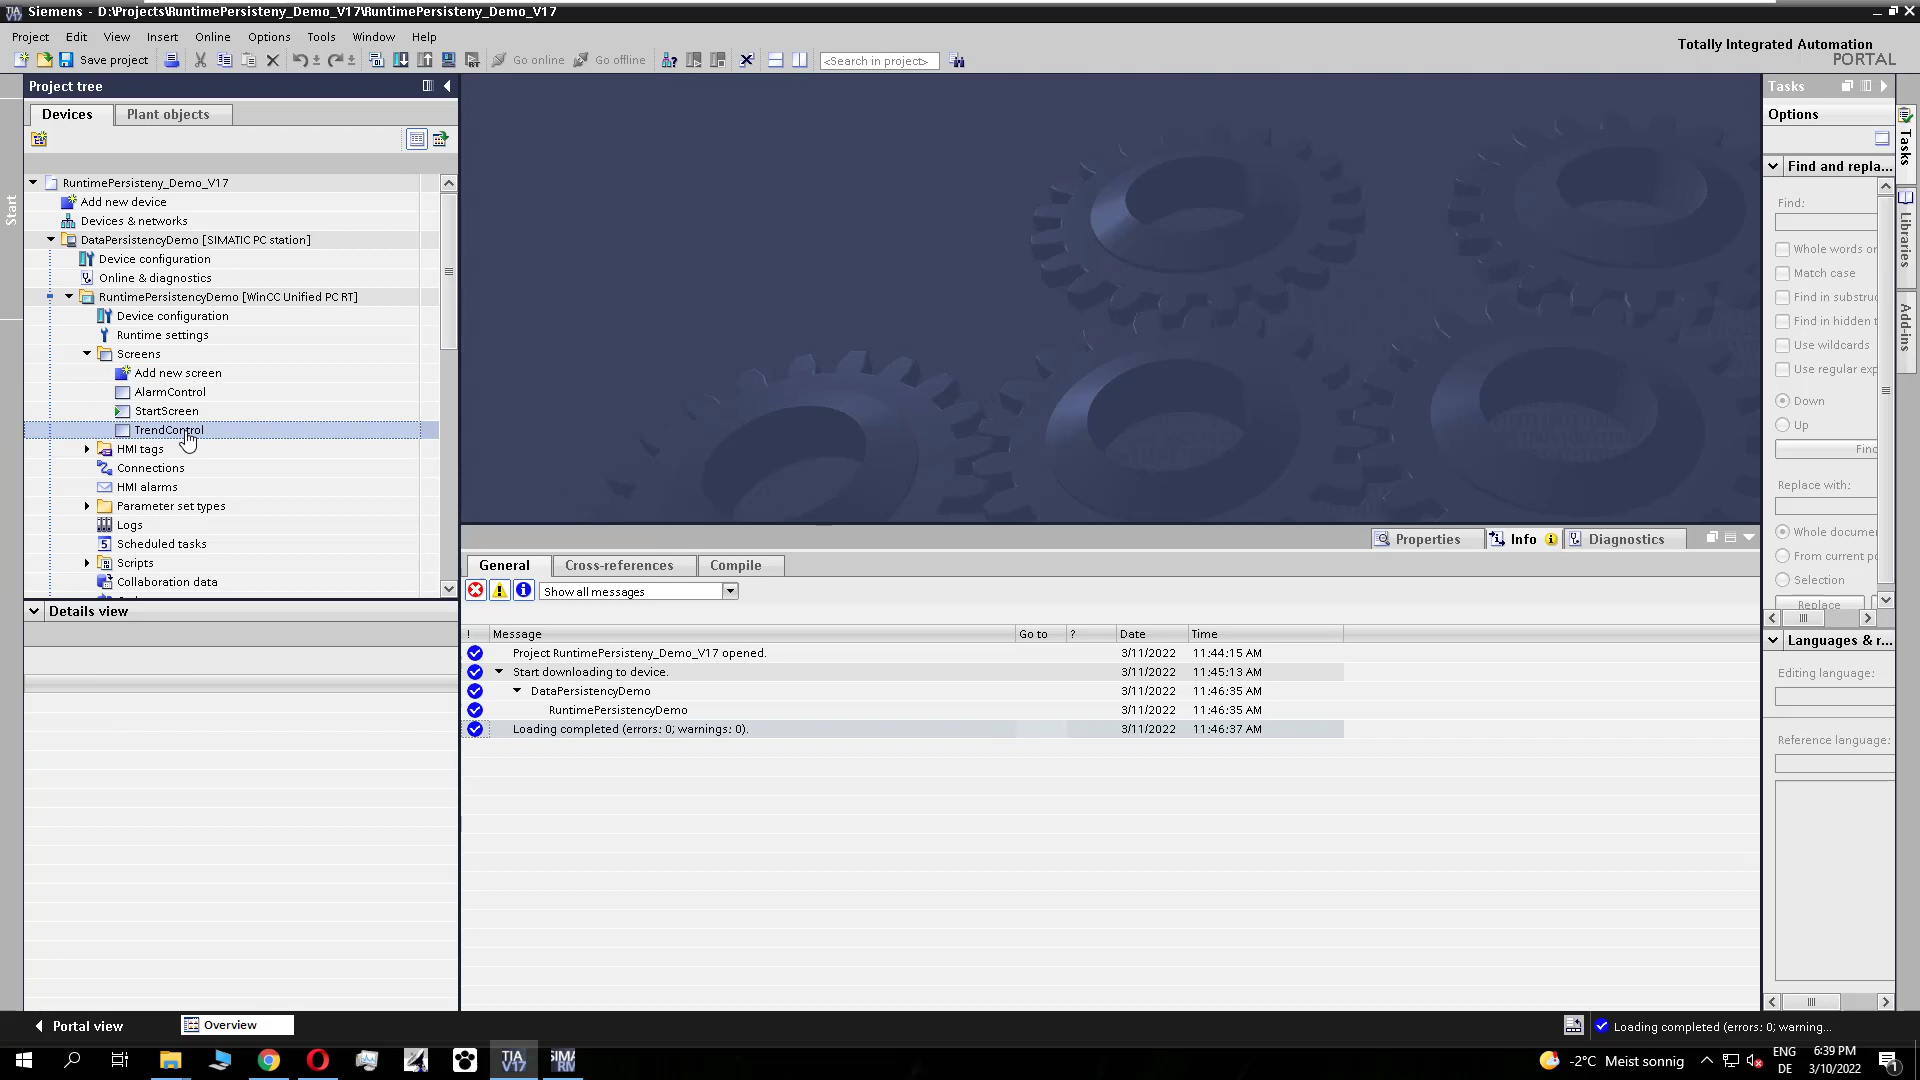 Siemens - D:\Projects\RuntimePersisteny_Demo_V17\RuntimePersisteny_Demo_V17
Project Edit View Insert Online Options Tools Window Help
Totally Integrated Automation
PORTAL
Save project
Go online
Go offline
<Search in project>
Project tree
Devices
Plant objects
Start
RuntimePersisteny_Demo_V17
Add new device
Devices & networks
DataPersistencyDemo [SIMATIC PC station]
Device configuration
Online & diagnostics
RuntimePersistencyDemo [WinCC Unified PC RT]
Device configuration
Runtime settings
Screens
Add new screen
AlarmControl
StartScreen
TrendControl
HMI tags
Connections
HMI alarms
Parameter set types
Logs
Scheduled tasks
Scripts
Collaboration data
Details view
Properties
Info
Diagnostics
General
Cross-references
Compile
Show all messages
! Message Go to ? Date Time
Project RuntimePersisteny_Demo_V17 opened. 3/11/2022 11:44:15 AM
Start downloading to device. 3/11/2022 11:45:13 AM
DataPersistencyDemo 3/11/2022 11:46:35 AM
RuntimePersistencyDemo 3/11/2022 11:46:35 AM
Loading completed (errors: 0; warnings: 0). 3/11/2022 11:46:37 AM
Tasks
Options
Find and repla...
Find:
Whole words or
Match case
Find in substruc
Find in hidden t
Use wildcards
Use regular exp
Down
Up
Find
Replace with:
Whole docume
From current po
Selection
Replace
Languages & r...
Editing language:
Reference language:
Tasks
Libraries
Add-ins
Portal view
Overview
Loading completed (errors: 0; warning...
TIA
V17
SIMA
RM
-2°C Meist sonnig
ENG
DE
6:39 PM
3/10/2022
1